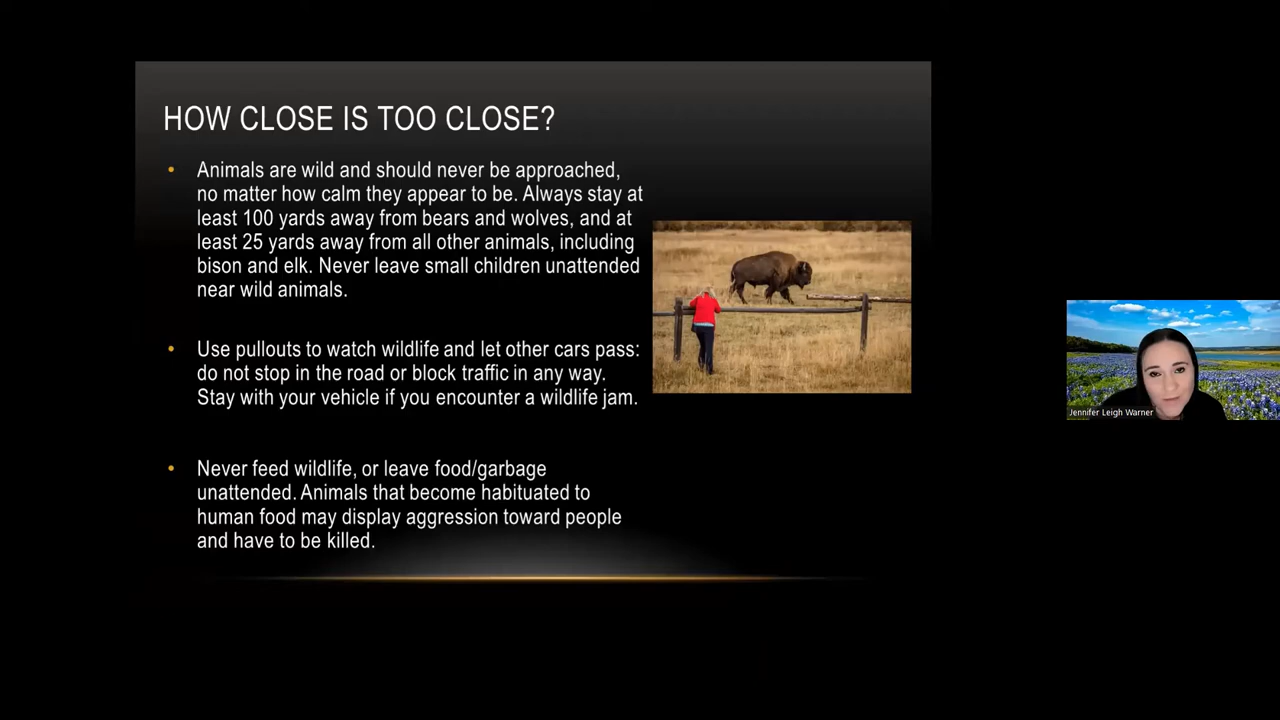 HOW CLOSE IS TOO CLOSE?
• Animals are wild and should never be approached,
no matter how calm they appear to be. Always stay at
least 100 yards away from bears and wolves, and at
least 25 yards away from all other animals, including
bison and elk. Never leave small children unattended
near wild animals.
• Use pullouts to watch wildlife and let other cars pass:
do not stop in the road or block traffic in any way.
Stay with your vehicle if you encounter a wildlife jam.
• Never feed wildlife, or leave food/garbage
unattended. Animals that become habituated to
human food may display aggression toward people
and have to be killed.
Jennifer Leigh Warner